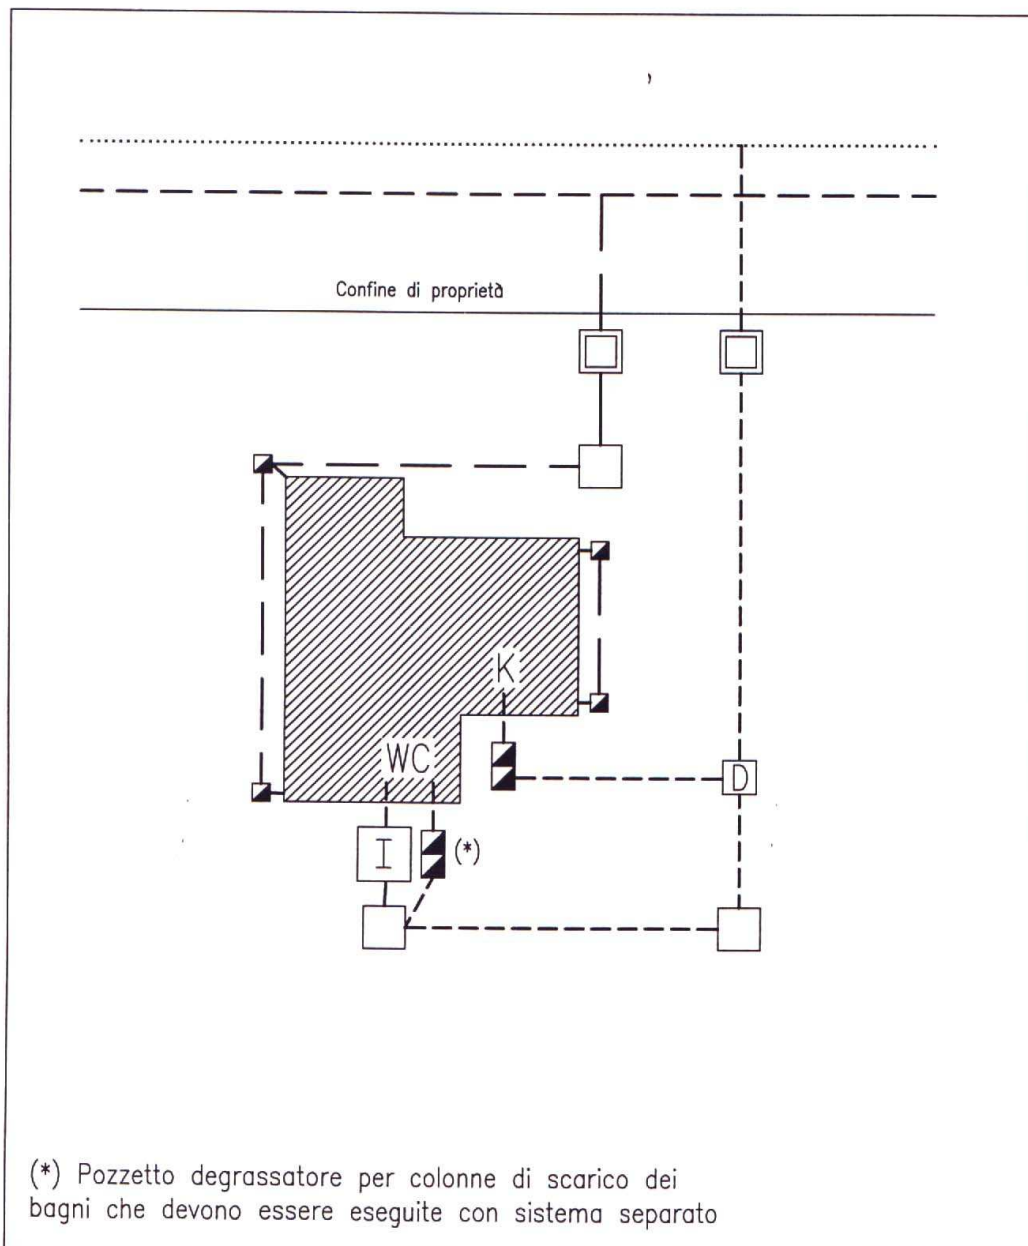 Confine di proprietà
K
WC
D
I
(*)
(*) Pozzetto degrassatore per colonne di scarico dei
bagni che devono essere eseguite con sistema separato